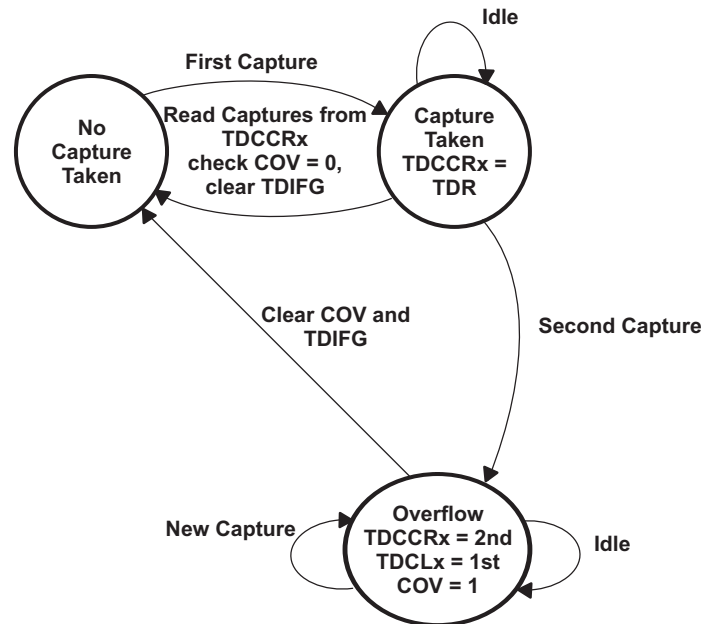 Idle
First Capture
No
Capture
Taken
Read Captures from
TDCCRx
check COV = 0,
clear TDIFG
Capture
Taken
TDCCRx =
TDR
Clear COV and
TDIFG
Second Capture
New Capture
Overflow
TDCCRx = 2nd
TDCLx = 1st
COV = 1
Idle